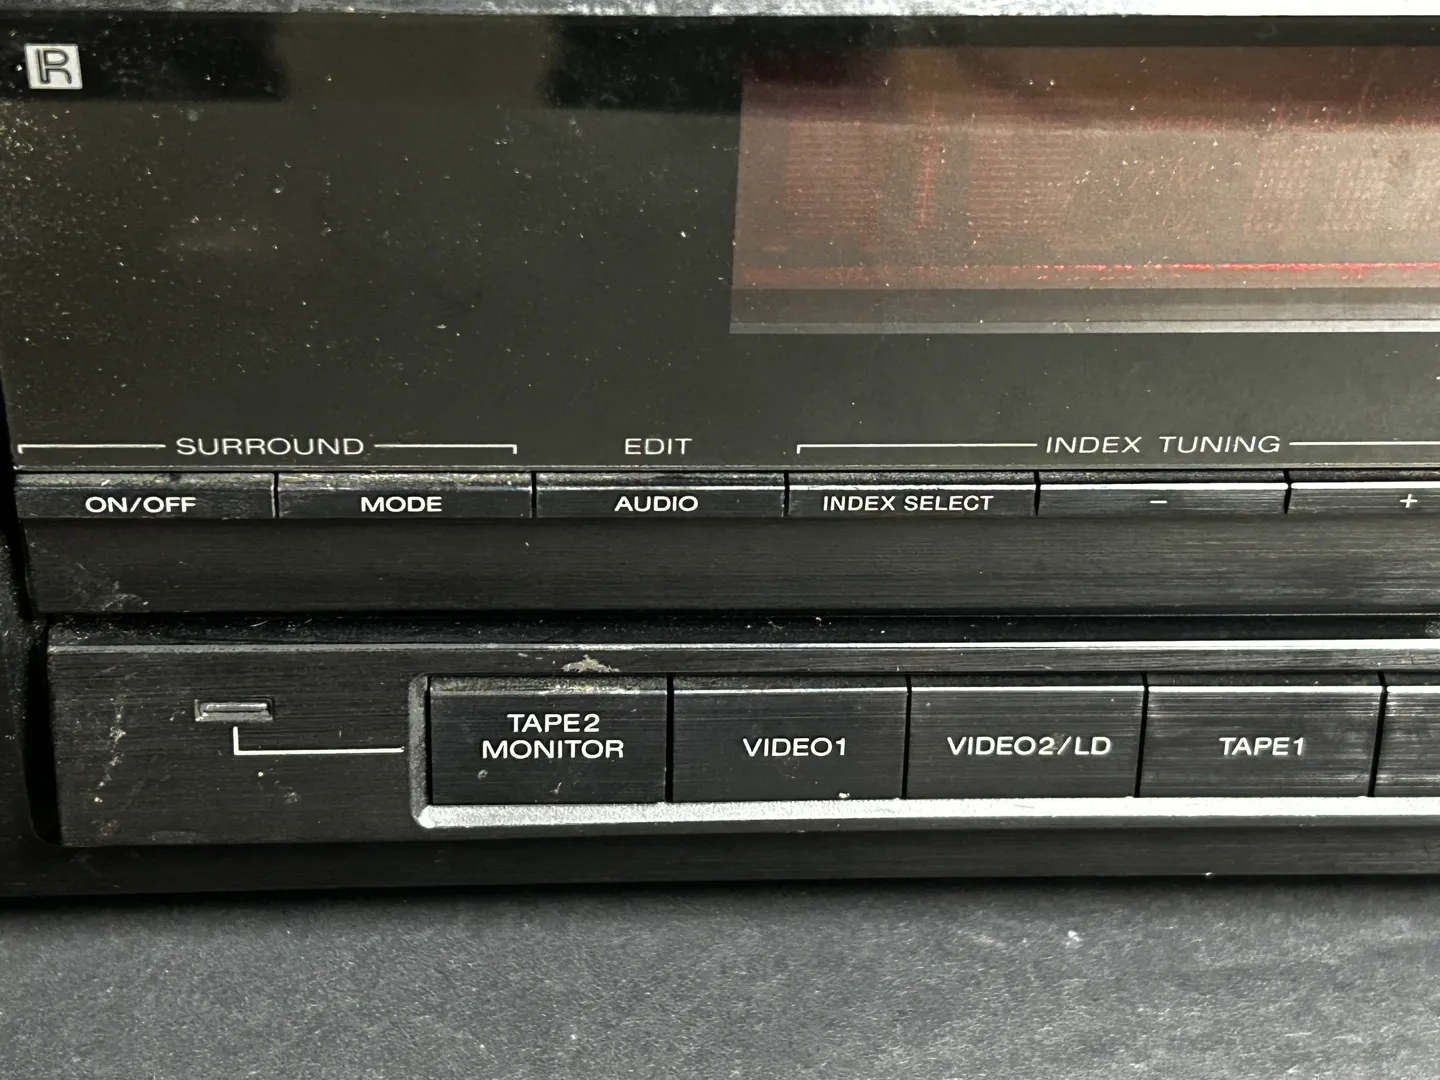 R
SURROUND EDIT INDEX TUNING
ON/OFF MODE AUDIO INDEX SELECT − +
TAPE2
MONITOR VIDEO1 VIDEO2/LD TAPE1